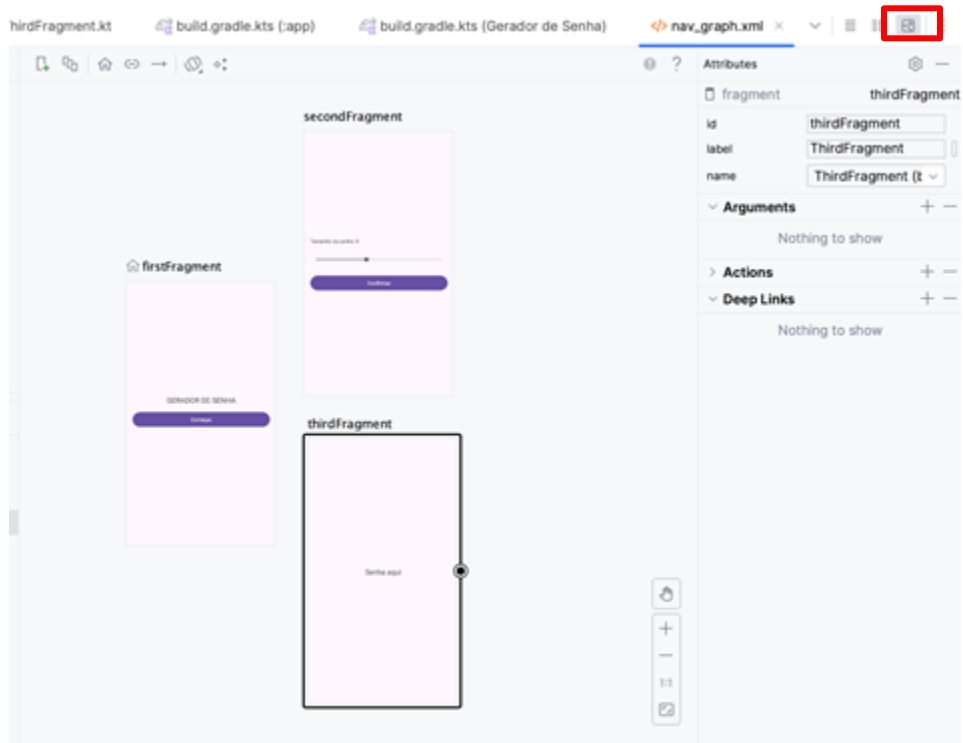 hirdFragment.kt build.gradle.kts (:app) build.gradle.kts (Gerador de Senha) </> nav_graph.xml
? Attributes
fragment thirdFragment
id thirdFragment
label ThirdFragment
name ThirdFragment (t
Arguments
Nothing to show
Actions
Deep Links
Nothing to show
secondFragment
Confirmar
firstFragment
GERADOR DE SENHA
Começar
thirdFragment
Senha aqui
1:1